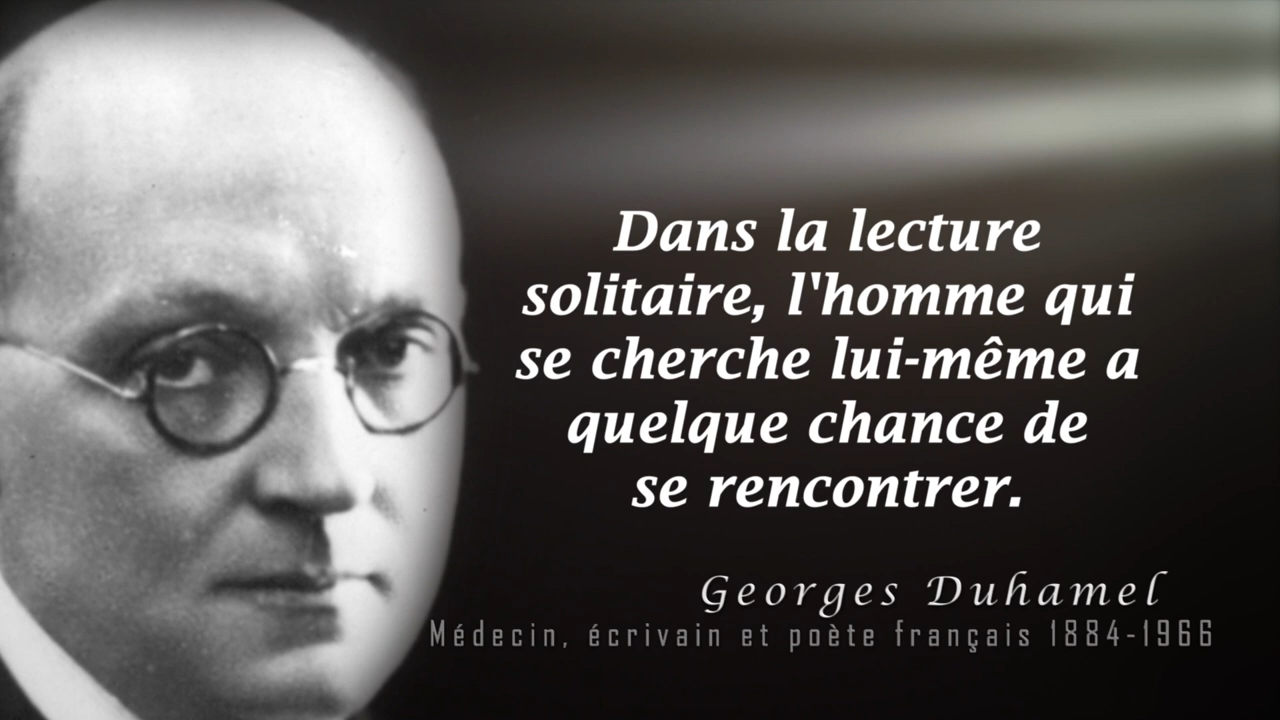 Dans la lecture
solitaire, l'homme qui
se cherche lui-même a
quelque chance de
se rencontrer.
Georges Duhamel
Médecin, écrivain et poète français 1884-1966